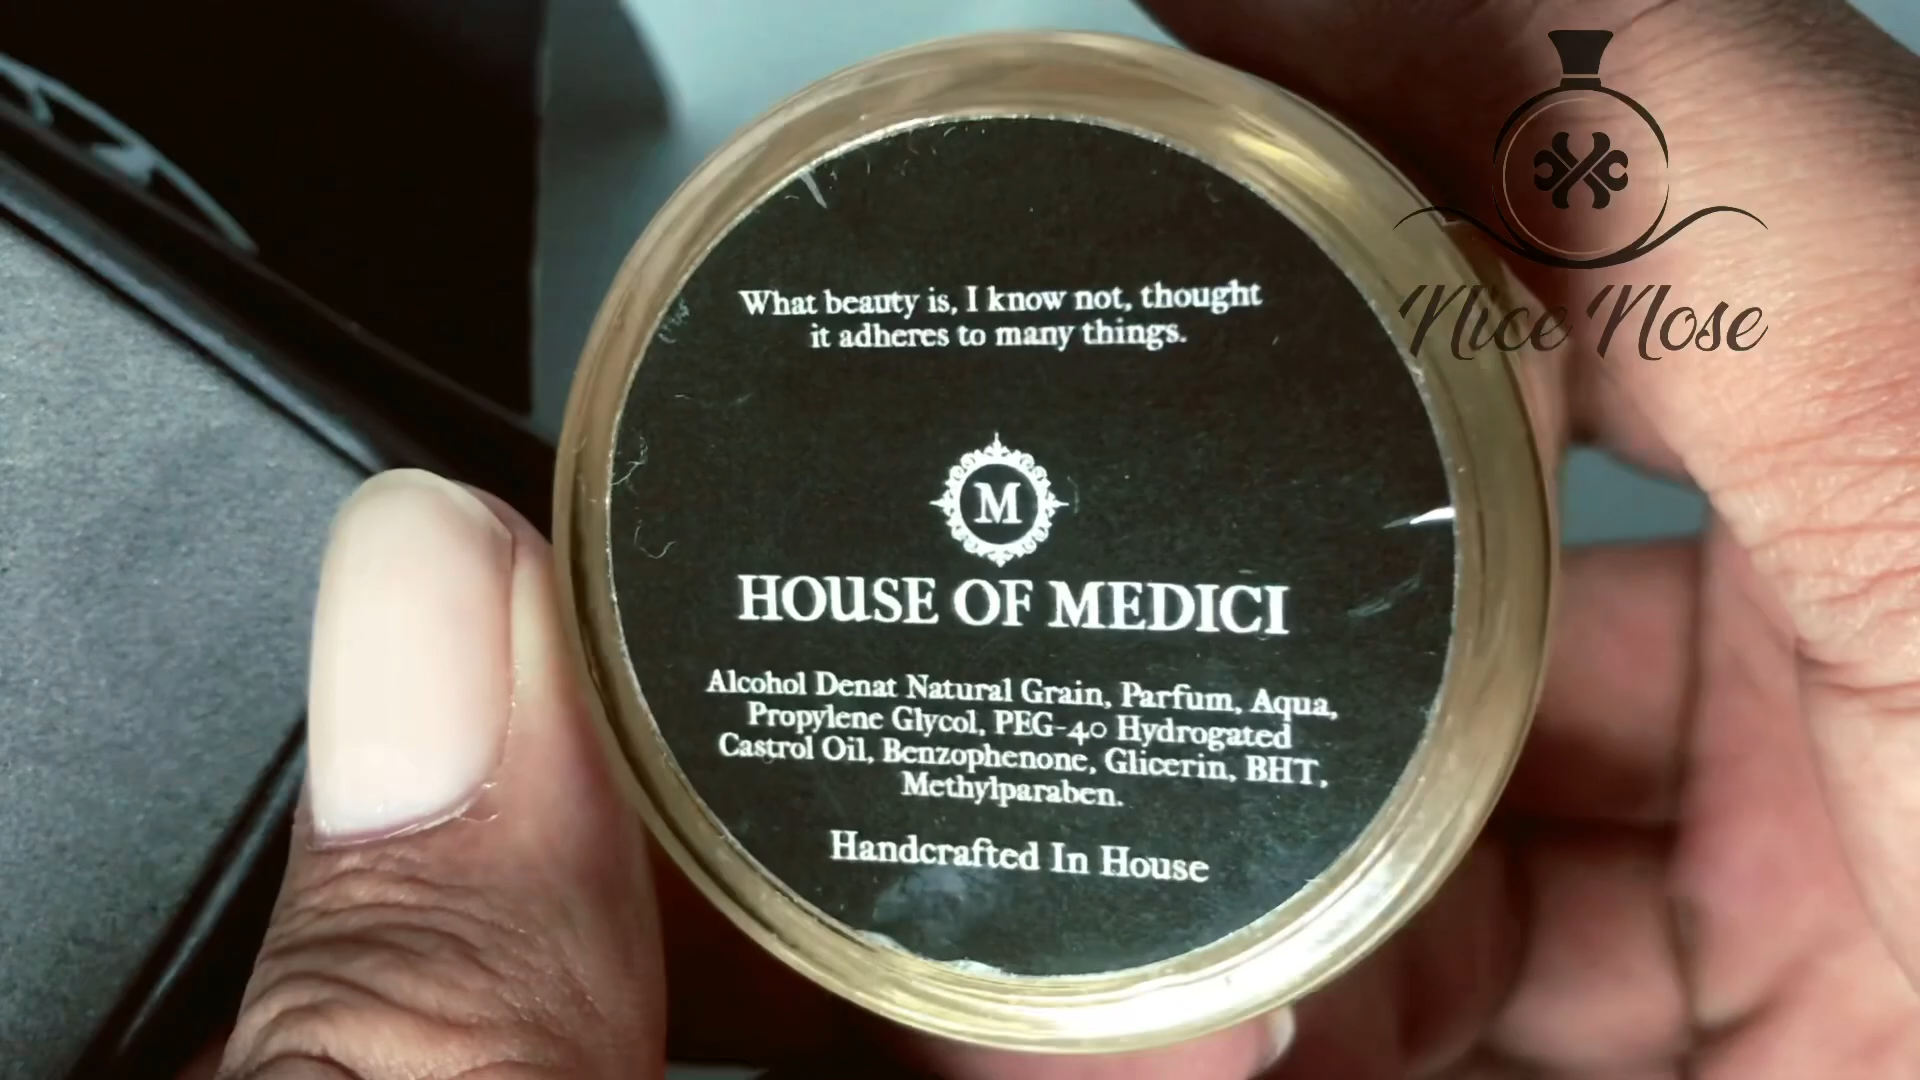 What beauty is, I know not, thought
it adheres to many things.
M
HOUSE OF MEDICI
Alcohol Denat Natural Grain, Parfum, Aqua,
Propylene Glycol, PEG-40 Hydrogated
Castrol Oil, Benzophenone, Glicerin, BHT,
Methylparaben.
Handcrafted In House
Nice Nose